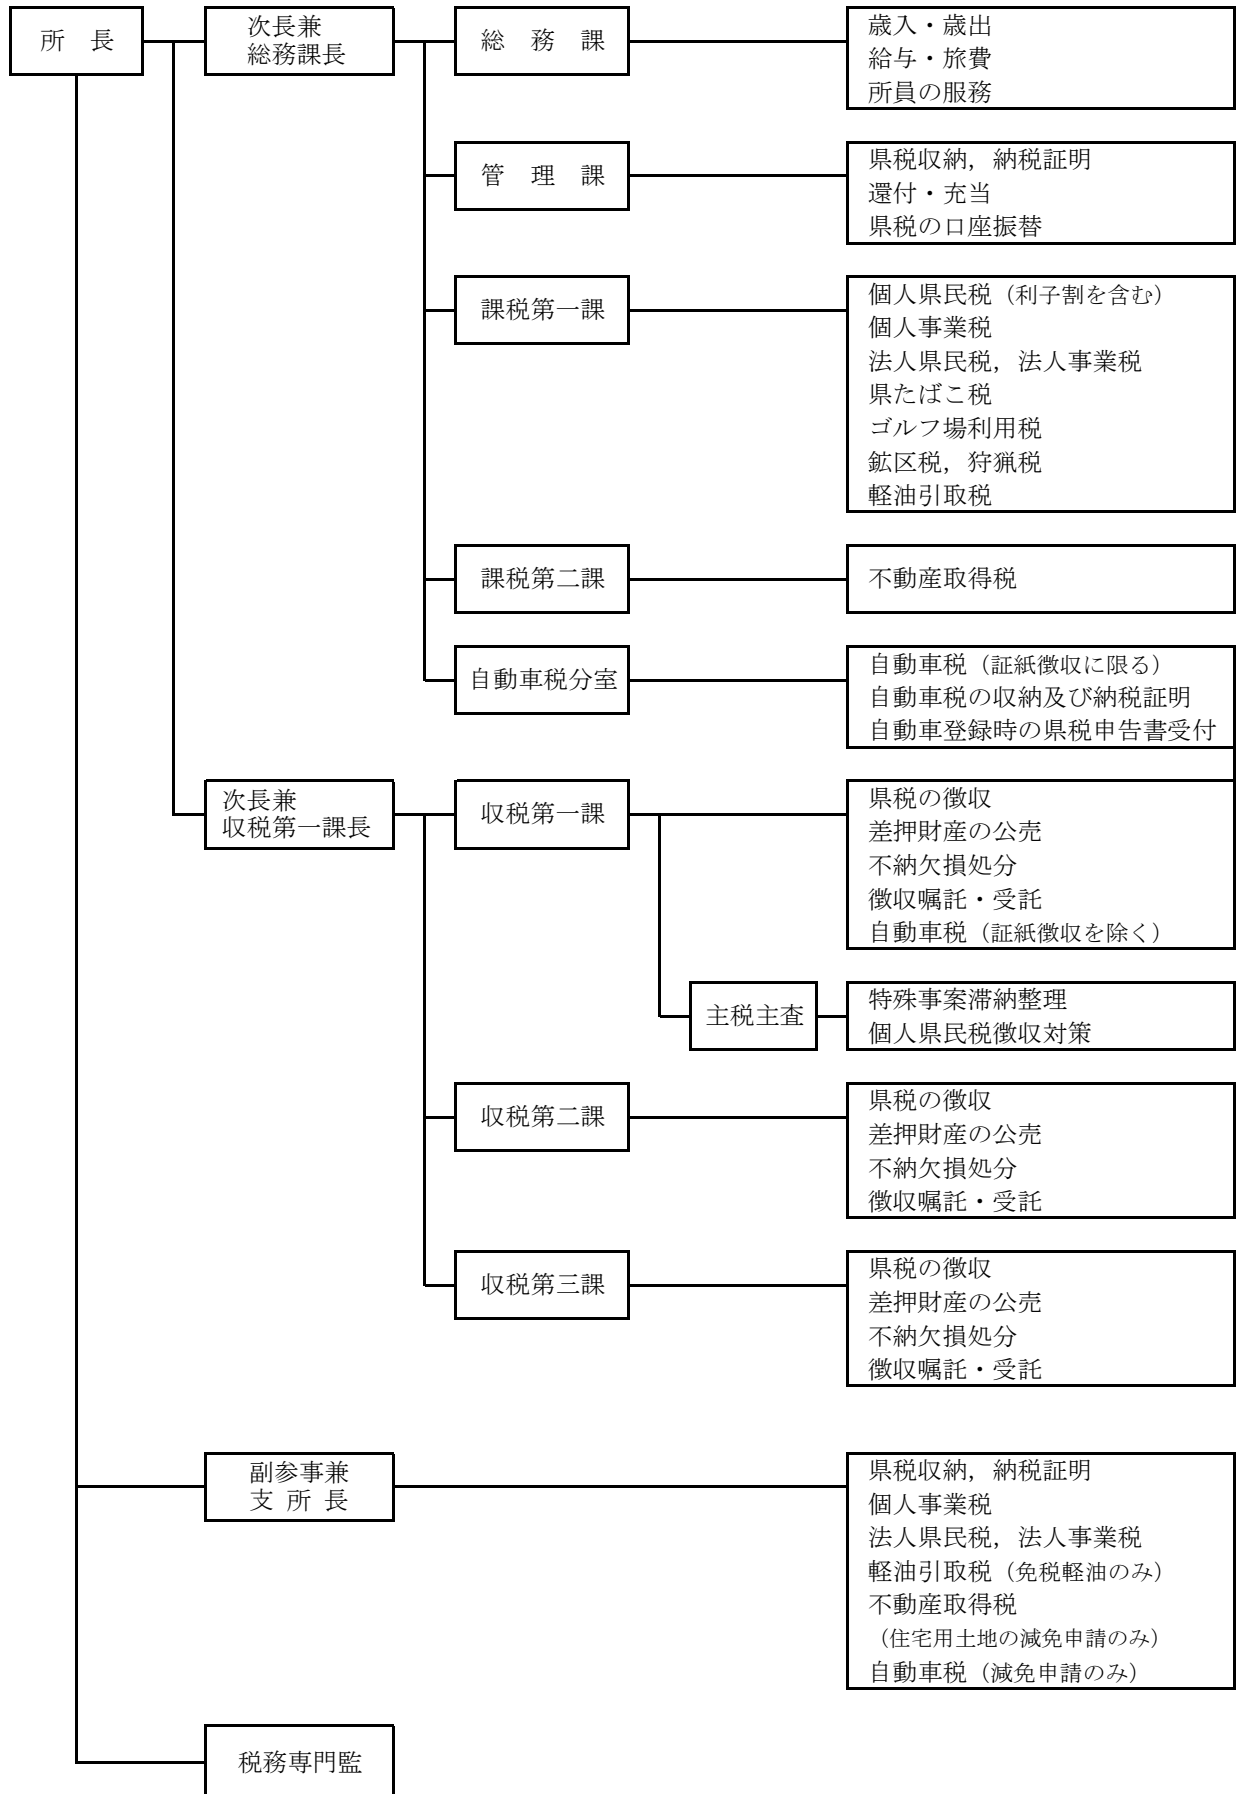 所　長
次長兼
総務課長
総　務　課
歳入・歳出
給与・旅費
所員の服務
管　理　課
県税収納，納税証明
還付・充当
県税の口座振替
課税第一課
個人県民税（利子割を含む）
個人事業税
法人県民税，法人事業税
県たばこ税
ゴルフ場利用税
鉱区税，狩猟税
軽油引取税
課税第二課
不動産取得税
自動車税分室
自動車税（証紙徴収に限る）
自動車税の収納及び納税証明
自動車登録時の県税申告書受付
次長兼
収税第一課長
収税第一課
県税の徴収
差押財産の公売
不納欠損処分
徴収嘱託・受託
自動車税（証紙徴収を除く）
主税主査
特殊事案滞納整理
個人県民税徴収対策
収税第二課
県税の徴収
差押財産の公売
不納欠損処分
徴収嘱託・受託
収税第三課
県税の徴収
差押財産の公売
不納欠損処分
徴収嘱託・受託
副参事兼
支 所 長
県税収納，納税証明
個人事業税
法人県民税，法人事業税
軽油引取税（免税軽油のみ）
不動産取得税
（住宅用土地の減免申請のみ）
自動車税（減免申請のみ）
税務専門監